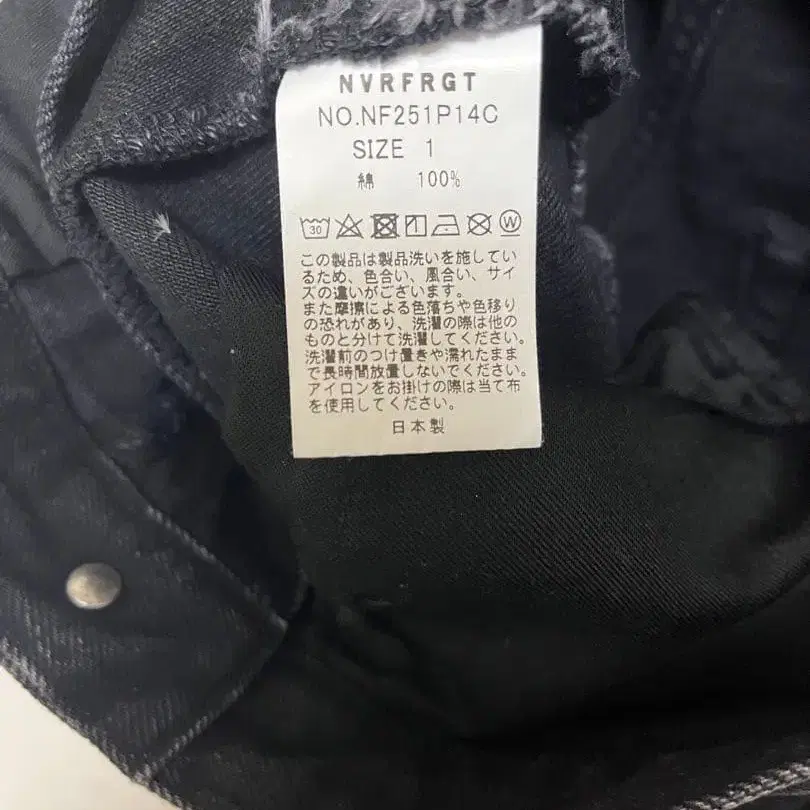 NVRFRGT
NO.NF251P14C
SIZE 1
綿 100%
30 1 W
この製品は製品洗いを施してい
るため、色合い、風合い、サイ
ズの違いがございます。
また摩擦による色落ちや色移り
の恐れがあり、洗濯の際は他の
ものと分けて洗濯してください。
洗濯前のつけ置きや濡れたまま
で長時間放置しないでください。
アイロンをお掛けの際は当て布
を使用してください。
日本製